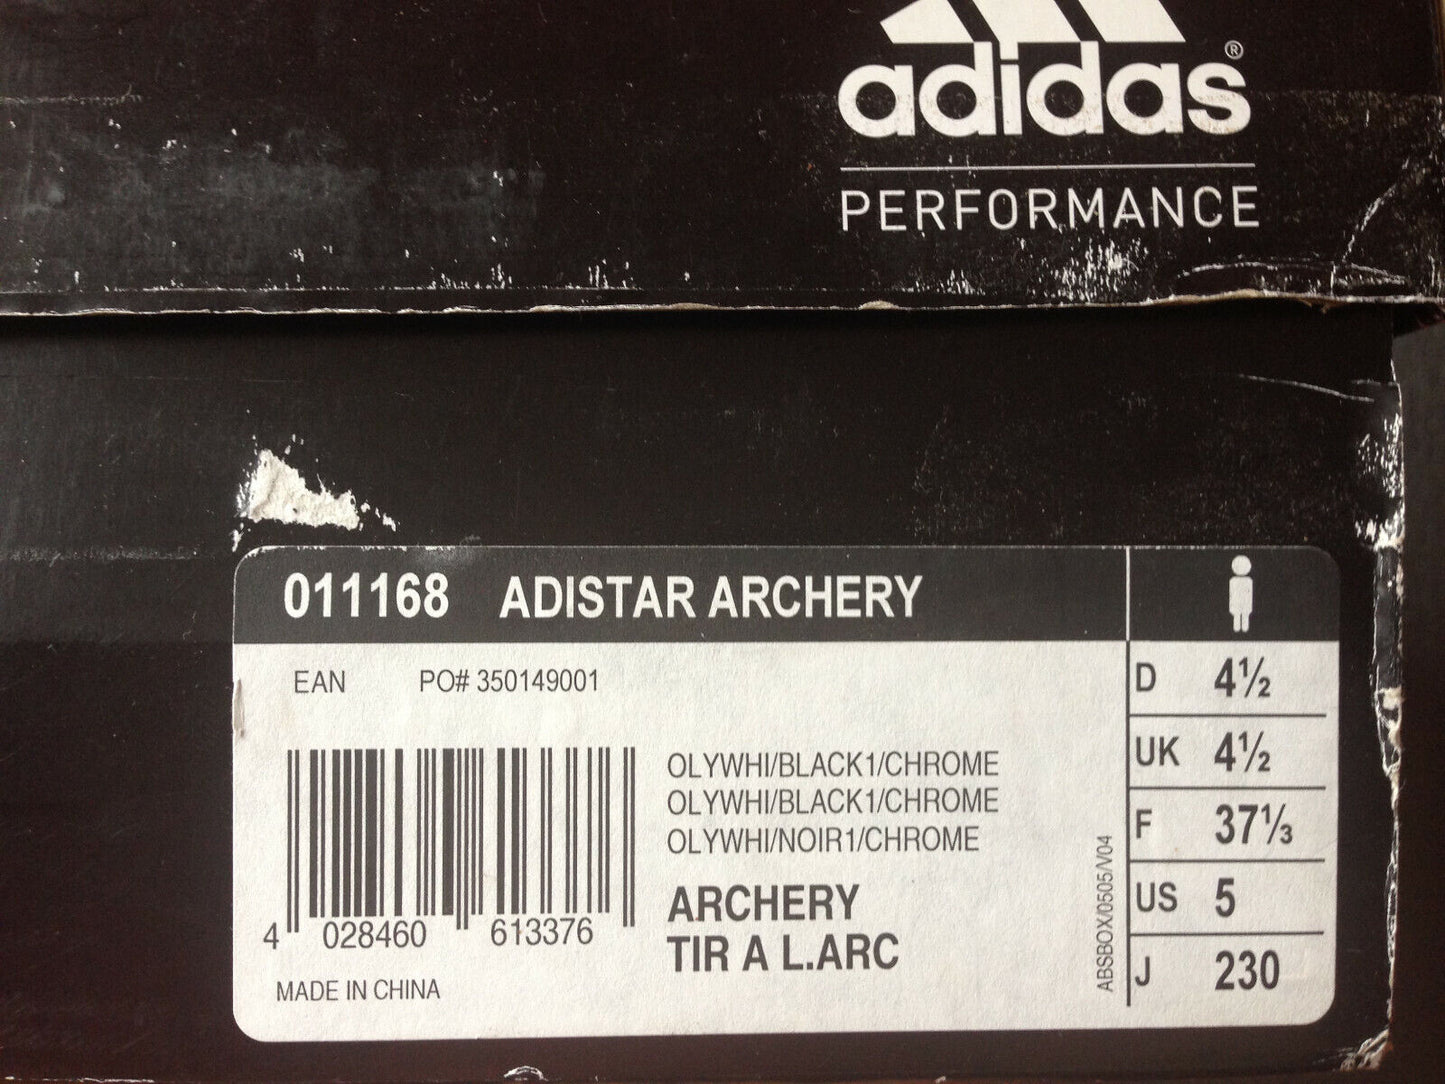 adidas®
PERFORMANCE
011168 ADISTAR ARCHERY
EAN PO# 350149001
OLYWHI/BLACK1/CHROME
OLYWHI/BLACK1/CHROME
OLYWHI/NOIR1/CHROME
ARCHERY
TIR A L.ARC
4 028460 613376
MADE IN CHINA
ABSBOX/0505/V04
D 4½
UK 4½
F 37⅓
US 5
J 230